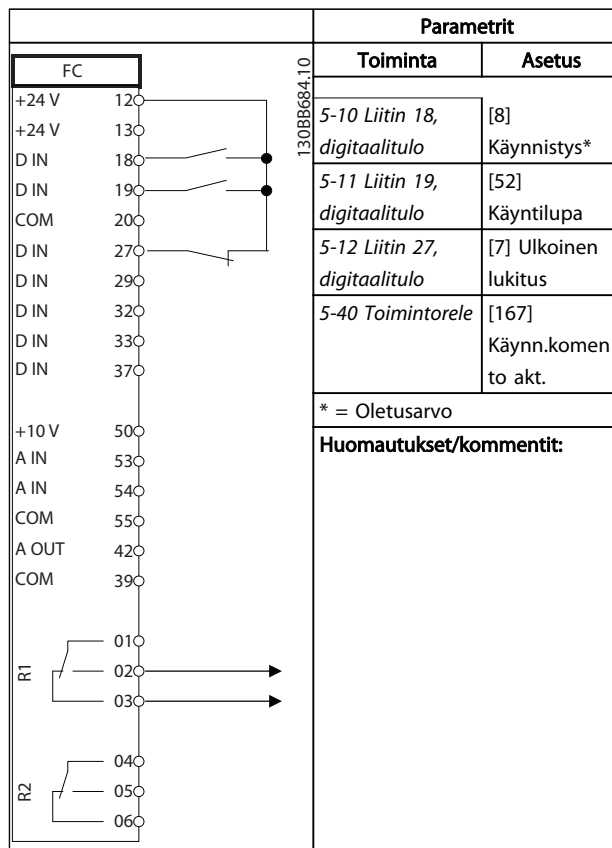 Parametrit
FC
130BB684.10
Toiminta
Asetus
+24 V 12
+24 V 13
D IN 18
D IN 19
COM 20
D IN 27
D IN 29
D IN 32
D IN 33
D IN 37
+10 V 50
A IN 53
A IN 54
COM 55
A OUT 42
COM 39
R1
01
02
03
R2
04
05
06
5-10 Liitin 18,
digitaalitulo
[8]
Käynnistys*
5-11 Liitin 19,
digitaalitulo
[52]
Käyntilupa
5-12 Liitin 27,
digitaalitulo
[7] Ulkoinen
lukitus
5-40 Toimintorele
[167]
Käynn.komen
to akt.
* = Oletusarvo
Huomautukset/kommentit: